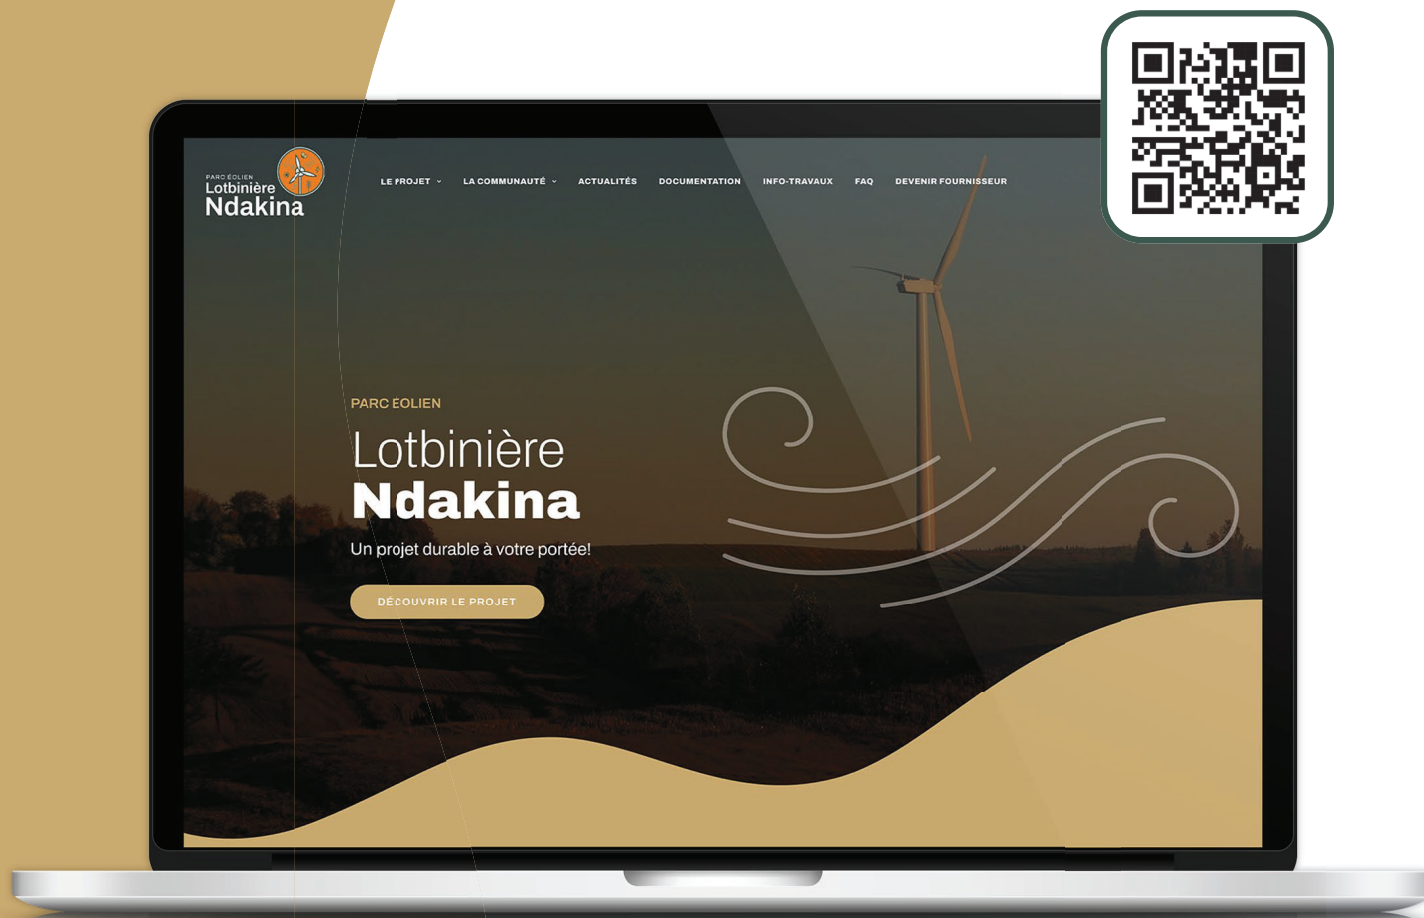 PARC ÉOLIEN
Lotbinière
Ndakina
LE PROJET
LA COMMUNAUTÉ
ACTUALITÉS
DOCUMENTATION
INFO-TRAVAUX
FAQ
DEVENIR FOURNISSEUR
PARC ÉOLIEN
Lotbinière
Ndakina
Un projet durable à votre portée!
DÉCOUVRIR LE PROJET